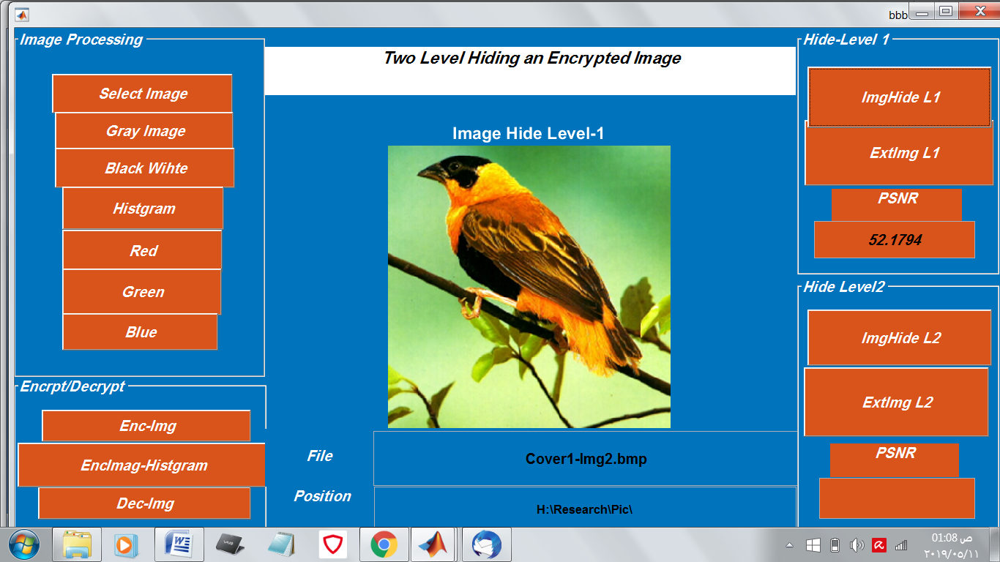 bbb
Image Processing
Select Image
Gray Image
Black Wihte
Histgram
Red
Green
Blue
Encrpt/Decrypt
Enc-Img
EncImag-Histgram
Dec-Img
Two Level Hiding an Encrypted Image
Image Hide Level-1
File
Cover1-Img2.bmp
Position
H:\Research\Pic\
Hide-Level 1
ImgHide L1
ExtImg L1
PSNR
52.1794
Hide Level2
ImgHide L2
ExtImg L2
PSNR
W
VAIO
01:08 ص
٢٠١٩/٠٥/١١